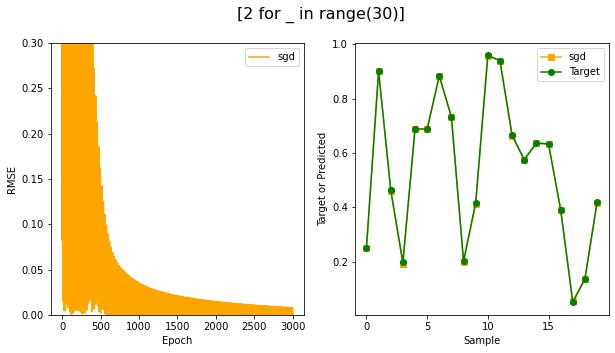 [2 for _ in range(30)]
0.30
0.25
0.20
0.15
0.10
0.05
0.00
RMSE
0 500 1000 1500 2000 2500 3000
Epoch
sgd
1.0
0.8
0.6
0.4
0.2
Target or Predicted
0 5 10 15
Sample
sgd
Target